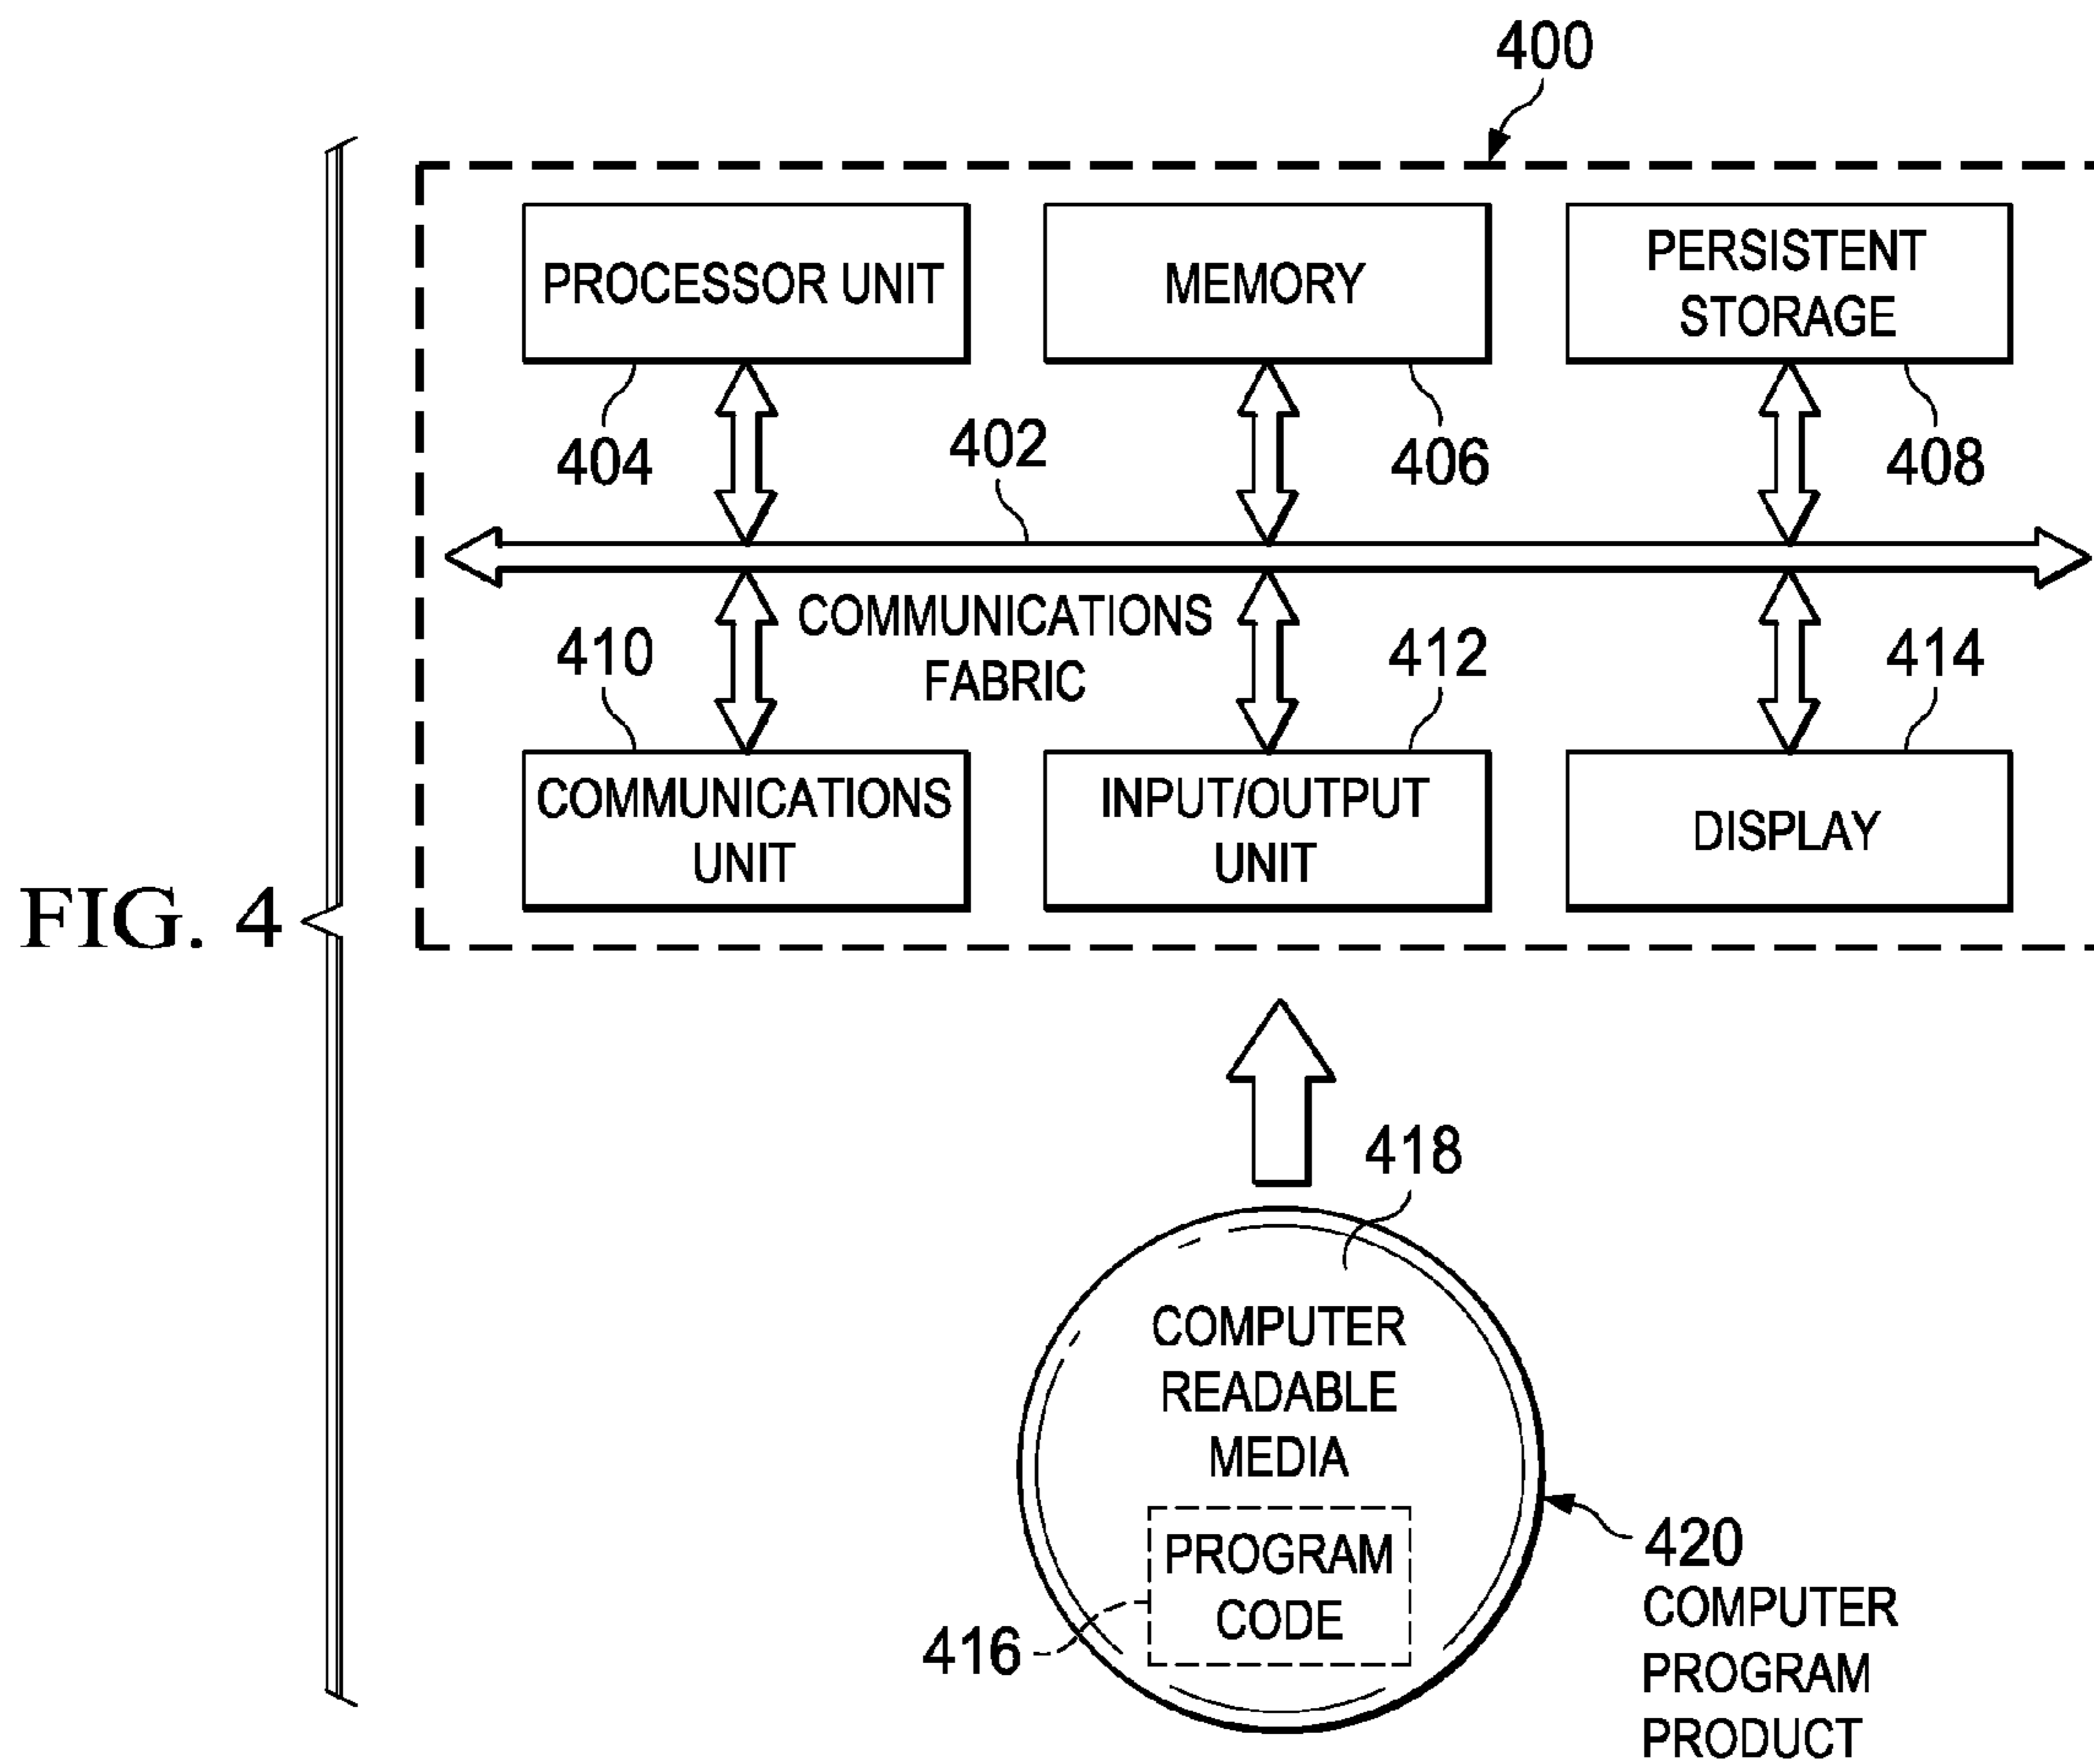 400
PROCESSOR UNIT
MEMORY
PERSISTENT
STORAGE
404
402
406
408
COMMUNICATIONS
FABRIC
410
412
414
COMMUNICATIONS
UNIT
INPUT/OUTPUT
UNIT
DISPLAY
FIG. 4
418
COMPUTER
READABLE
MEDIA
PROGRAM
CODE
416
420
COMPUTER
PROGRAM
PRODUCT